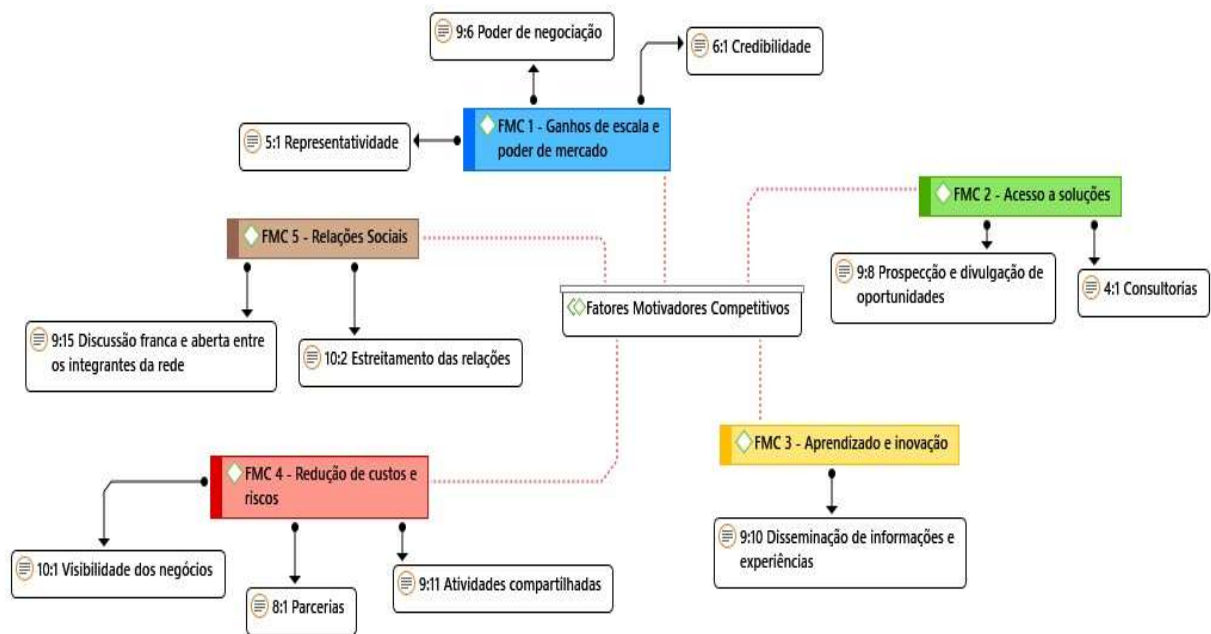 9:6 Poder de negociação
6:1 Credibilidade
FMC 1 - Ganhos de escala e
poder de mercado
5:1 Representatividade
FMC 2 - Acesso a soluções
9:8 Prospecção e divulgação de
oportunidades
4:1 Consultorias
FMC 5 - Relações Sociais
9:15 Discussão franca e aberta entre
os integrantes da rede
10:2 Estreitamento das relações
Fatores Motivadores Competitivos
FMC 3 - Aprendizado e inovação
9:10 Disseminação de informações e
experiências
FMC 4 - Redução de custos e
riscos
10:1 Visibilidade dos negócios
8:1 Parcerias
9:11 Atividades compartilhadas